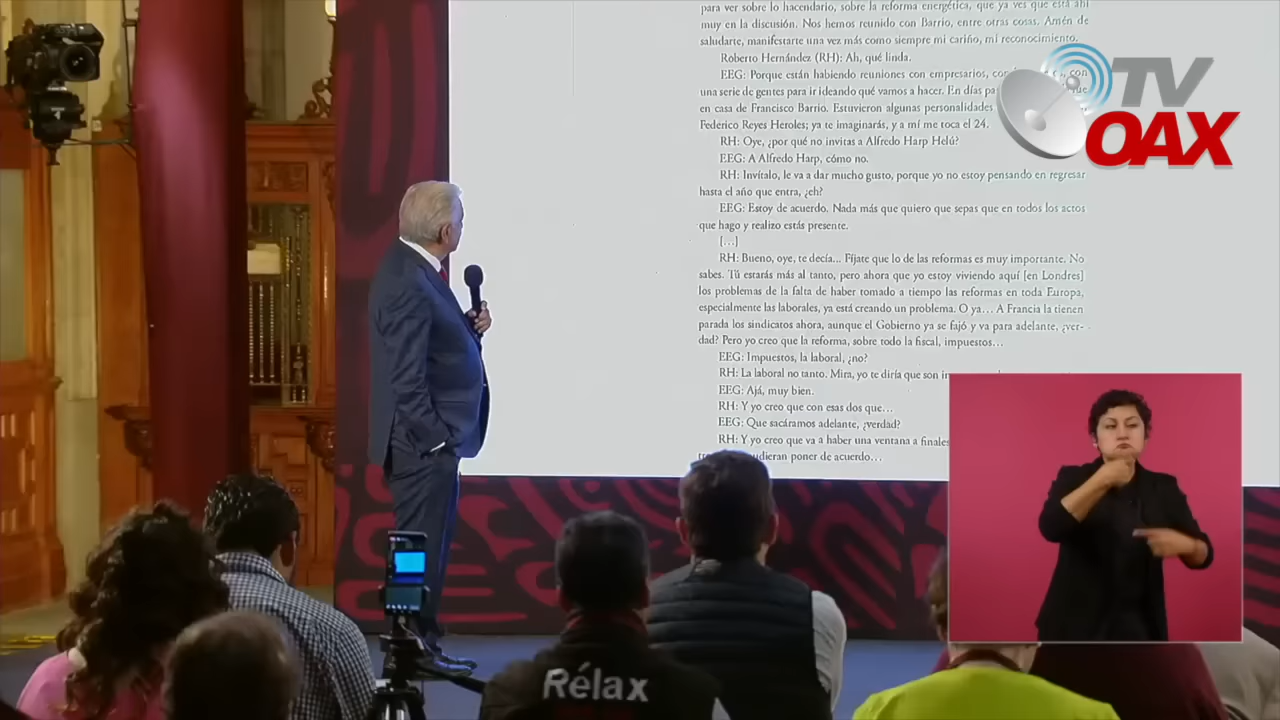 para ver sobre lo hacendario, sobre la reforma energética, que ya ves que está ahí
muy en la discusión. Nos hemos reunido con Barrio, entre otras cosas. Amén de
saludarte, manifestarte una vez más como siempre mi cariño, mi reconocimiento.
Roberto Hernández (RH): Ah, qué linda.
EEG: Porque están habiendo reuniones con empresarios, con
una serie de gentes para ir ideando qué vamos a hacer. En días
en casa de Francisco Barrio. Estuvieron algunas personalidades
Federico Reyes Heroles; ya te imaginarás, y a mí me toca el 24.
RH: Oye, ¿por qué no invitas a Alfredo Harp Helú?
EEG: A Alfredo Harp, cómo no.
RH: Invítalo, le va a dar mucho gusto, porque yo no estoy pensando en regresar
hasta el año que entra, ¿eh?
EEG: Estoy de acuerdo. Nada más que quiero que sepas que en todos los actos
que hago y realizo estás presente.
[...]
RH: Bueno, oye, te decía... Fíjate que lo de las reformas es muy importante. No
sabes. Tú estarás más al tanto, pero ahora que yo estoy viviendo aquí [en Londres]
los problemas de la falta de haber tomado a tiempo las reformas en toda Europa,
especialmente las laborales, ya está creando un problema. O ya... A Francia la tienen
parada los sindicatos ahora, aunque el Gobierno ya se fajó y va para adelante, ¿ver-
dad? Pero yo creo que la reforma, sobre todo la fiscal, impuestos...
EEG: Impuestos, la laboral, ¿no?
RH: La laboral no tanto. Mira, yo te diría que son
EEG: Ajá, muy bien.
RH: Y yo creo que con esas dos que...
EEG: Que sacáramos adelante, ¿verdad?
RH: Y yo creo que va a haber una ventana a finales
poner de acuerdo...
TV
OAX
Rélax